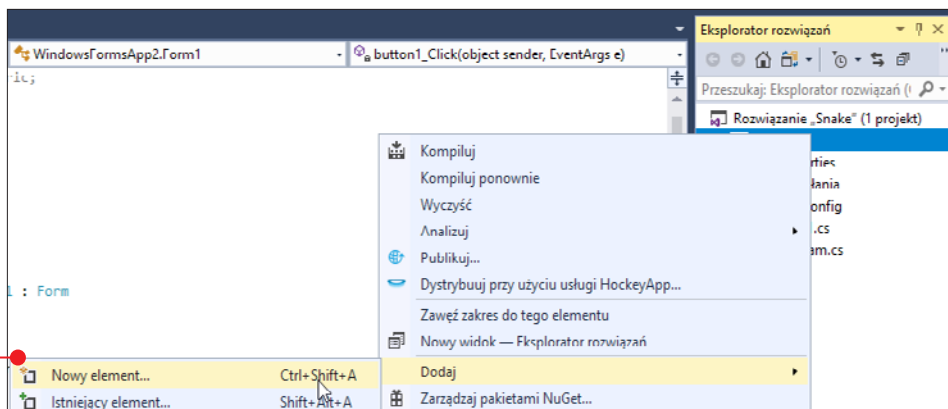 WindowsFormsApp2.Form1
button1_Click(object sender, EventArgs e)
ric;
1 : Form
Eksplorator rozwiązań
Przeszukaj: Eksplorator rozwiązań (
Rozwiązanie „Snake” (1 projekt)
rties
łania
onfig
.cs
am.cs
Kompiluj
Kompiluj ponownie
Wyczyść
Analizuj
Publikuj...
Dystrybuuj przy użyciu usługi HockeyApp...
Zawęź zakres do tego elementu
Nowy widok — Eksplorator rozwiązań
Dodaj
Zarządzaj pakietami NuGet...
Nowy element... Ctrl+Shift+A
Istniejący element... Shift+Alt+A